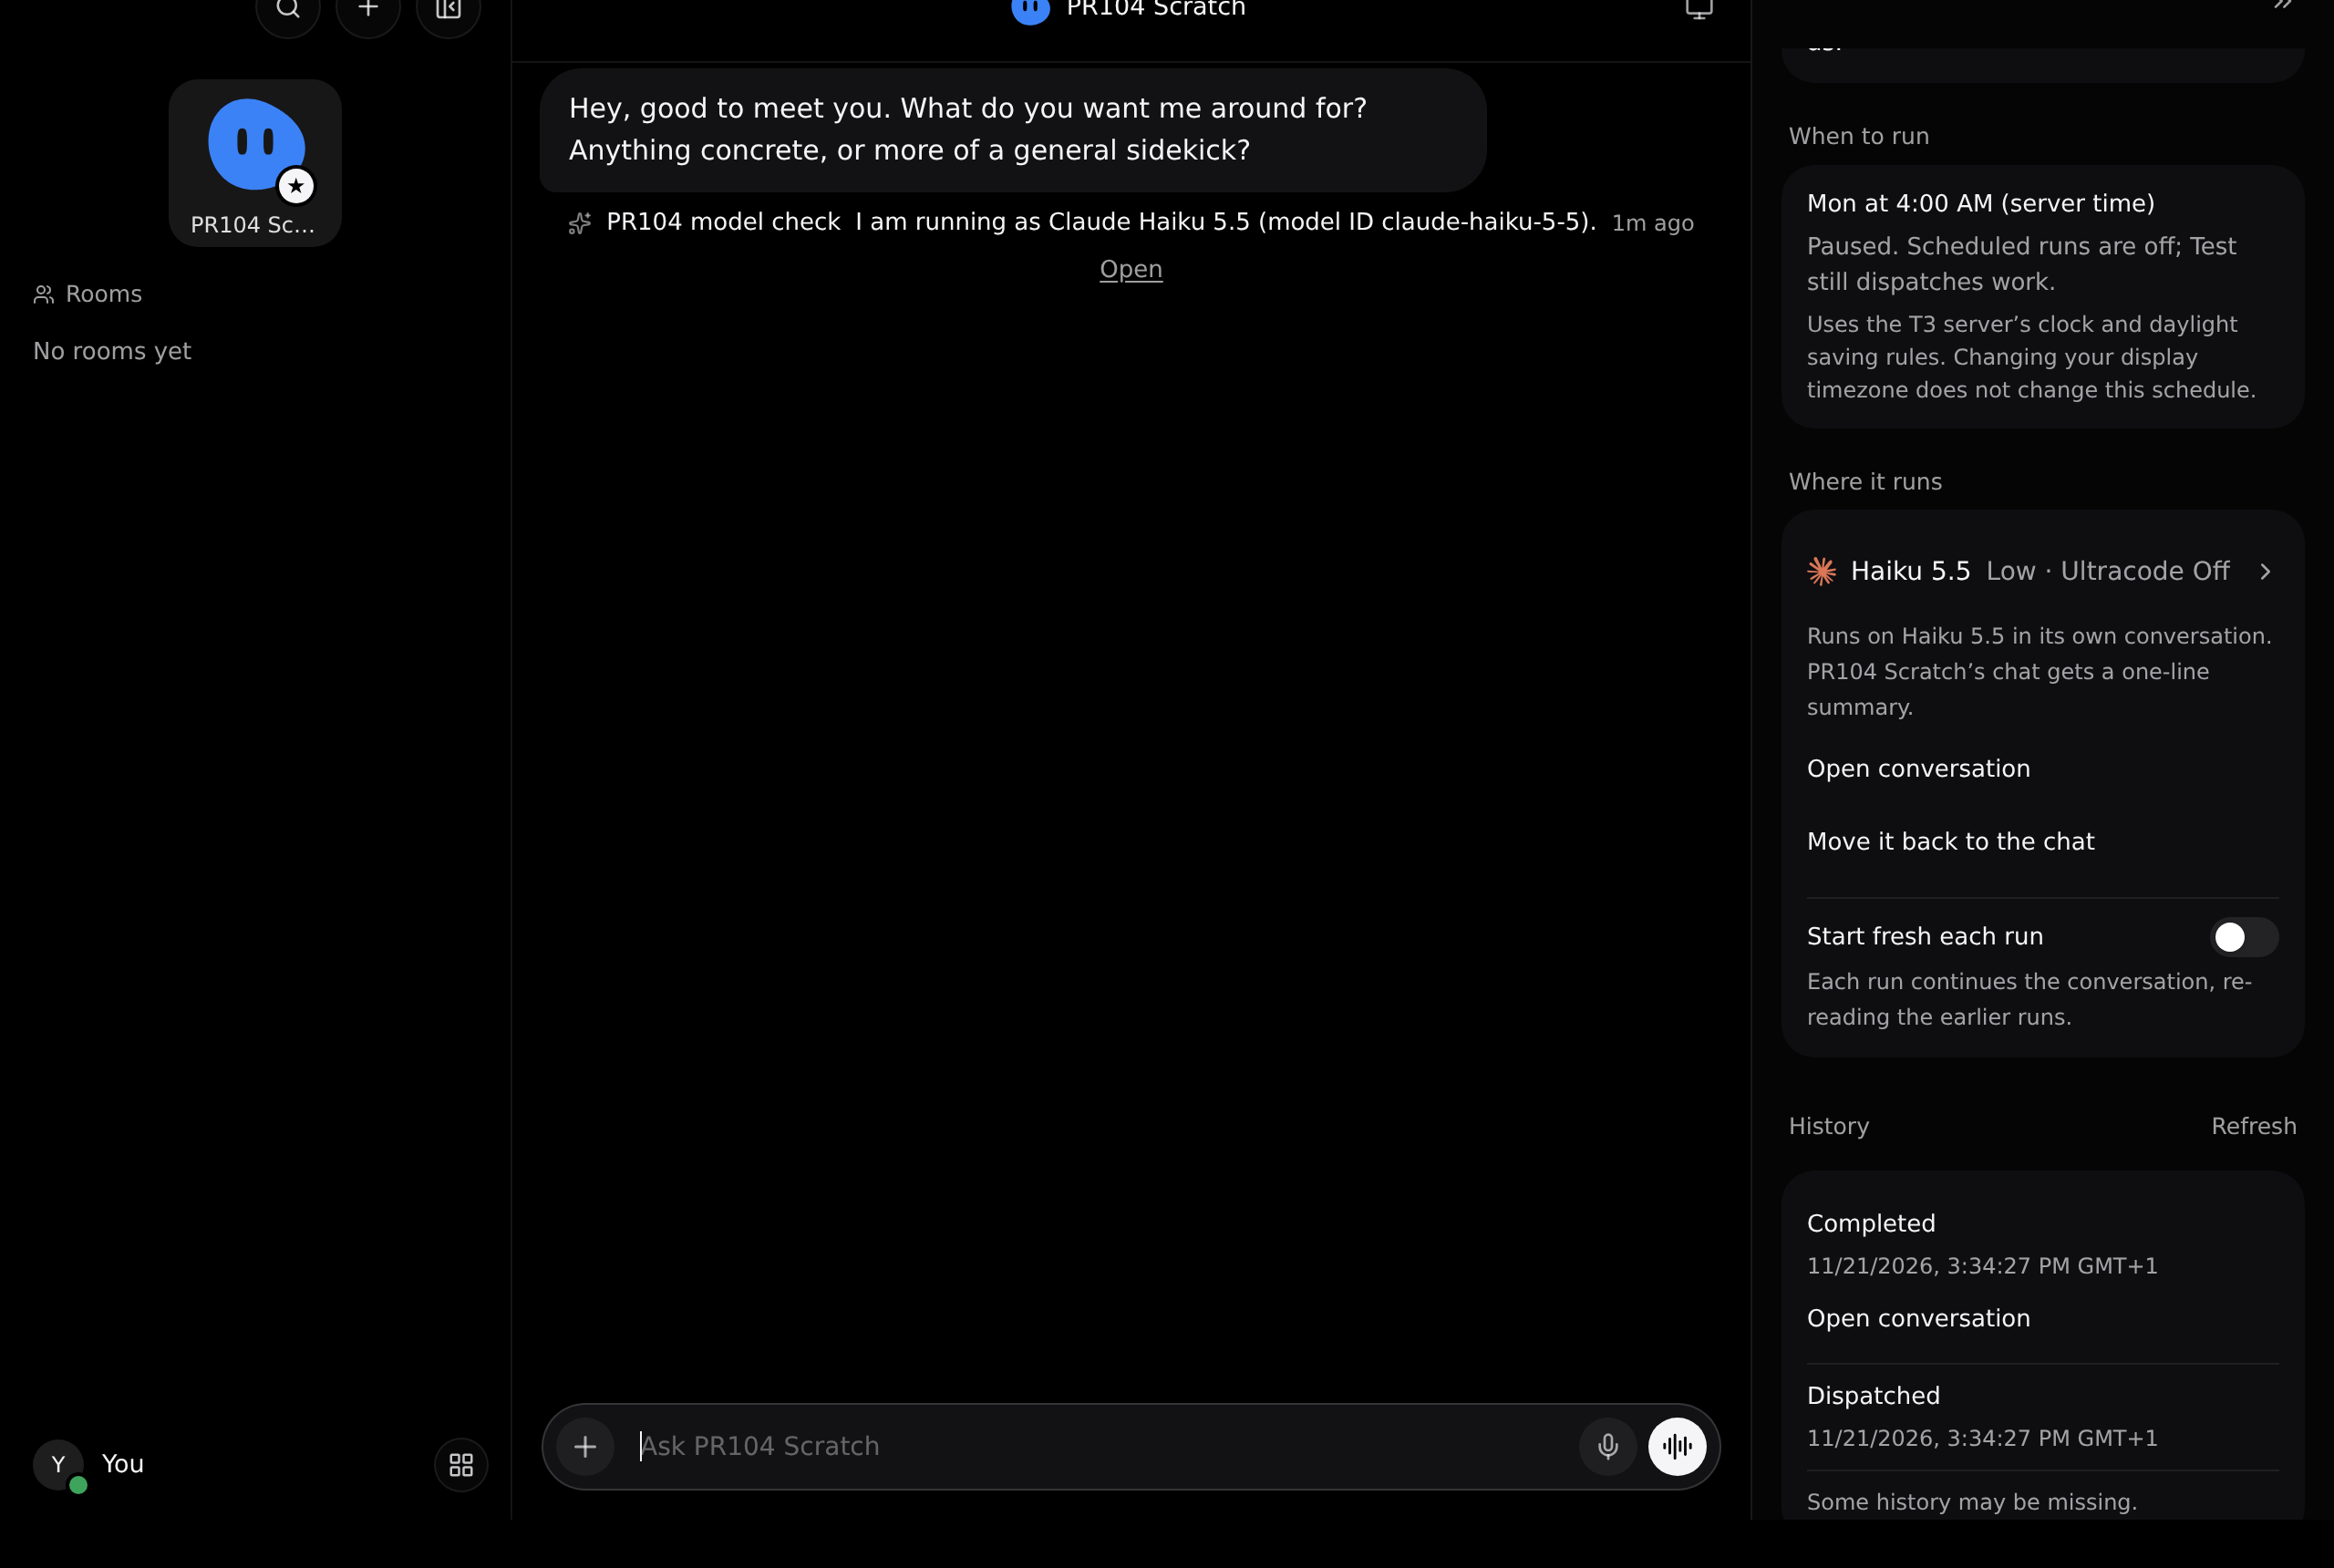 PR104 Scratch
PR104 Sc...
Rooms
No rooms yet
Y
You
Hey, good to meet you. What do you want me around for?
Anything concrete, or more of a general sidekick?
PR104 model check I am running as Claude Haiku 5.5 (model ID claude-haiku-5-5). 1m ago
Open
Ask PR104 Scratch
When to run
Mon at 4:00 AM (server time)
Paused. Scheduled runs are off; Test
still dispatches work.
Uses the T3 server’s clock and daylight
saving rules. Changing your display
timezone does not change this schedule.
Where it runs
Haiku 5.5 Low · Ultracode Off
Runs on Haiku 5.5 in its own conversation.
PR104 Scratch’s chat gets a one-line
summary.
Open conversation
Move it back to the chat
Start fresh each run
Each run continues the conversation, re-
reading the earlier runs.
History Refresh
Completed
11/21/2026, 3:34:27 PM GMT+1
Open conversation
Dispatched
11/21/2026, 3:34:27 PM GMT+1
Some history may be missing.